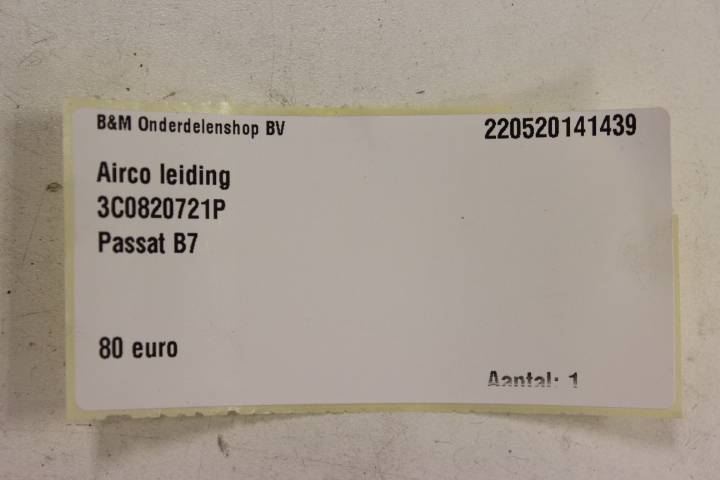 B&M Onderdelenshop BV 220520141439
Airco leiding
3C0820721P
Passat B7
80 euro
Aantal: 1